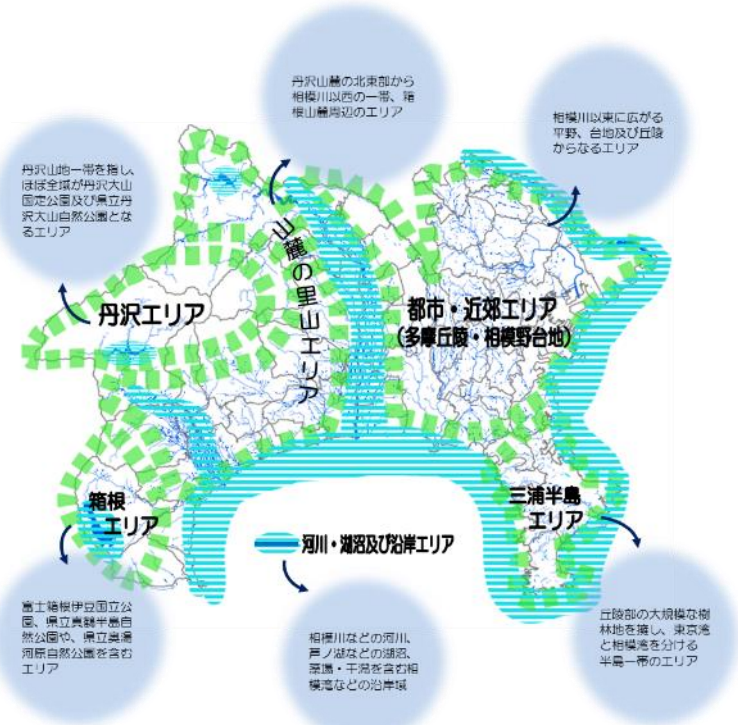 丹沢山麓の北東部から
相模川以西の一帯、箱
根山麓周辺のエリア
相模川以東に広がる
平野、台地及び丘陵
からなるエリア
丹沢山地一帯を指し、
ほぼ全域が丹沢大山
国定公園及び県立丹
沢大山自然公園とな
るエリア
山麓の里山エリア
丹沢エリア
都市・近郊エリア
(多摩丘陵・相模野台地)
箱根
エリア
三浦半島
エリア
河川・湖沼及び沿岸エリア
富士箱根伊豆国立公
園、県立真鶴半島自
然公園や、県立奥湯
河原自然公園を含む
エリア
相模川などの河川、
芦ノ湖などの湖沼、
藻場・干潟を含む相
模湾などの沿岸域
丘陵部の大規模な樹
林地を擁し、東京湾
と相模湾を分ける
半島一帯のエリア